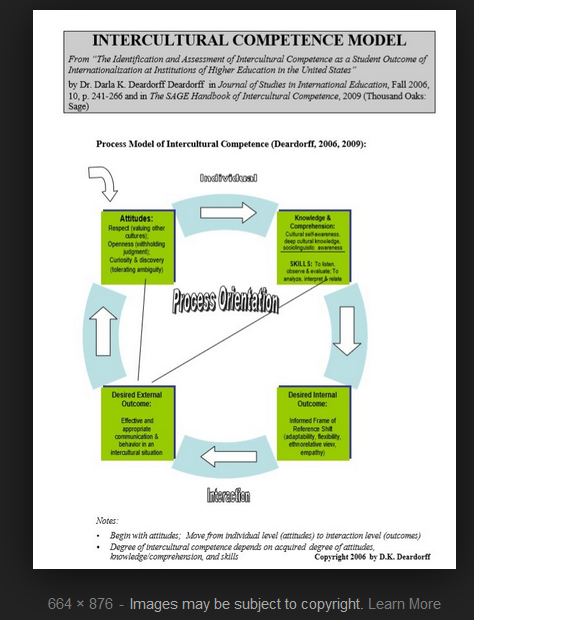 INTERCULTURAL COMPETENCE MODEL
From "The Identification and Assessment of Intercultural Competence as a Student Outcome of
Internationalization at Institutions of Higher Education in the United States"
by Dr. Darla K. Deardorff Deardorff in Journal of Studies in International Education, Fall 2006,
10, p. 241-266 and in The SAGE Handbook of Intercultural Competence, 2009 (Thousand Oaks:
Sage)
Process Model of Intercultural Competence (Deardorff, 2006, 2009):
Individual
Attitudes:
Respect (valuing other
cultures);
Openness (withholding
judgment);
Curiosity & discovery
(tolerating ambiguity)
Knowledge &
Comprehension:
Cultural self-awareness,
deep cultural knowledge,
sociolinguistic awareness
SKILLS: To listen,
observe & evaluate; To
analyze, interpret & relate
Process Orientation
Desired External
Outcome:
Effective and
appropriate
communication &
behavior in an
intercultural situation
Desired Internal
Outcome:
Informed Frame of
Reference Shift
(adaptability, flexibility,
ethnorelative view,
empathy)
Interaction
Notes:
• Begin with attitudes; Move from individual level (attitudes) to interaction level (outcomes)
• Degree of intercultural competence depends on acquired degree of attitudes,
knowledge/comprehension, and skills
Copyright 2006 by D.K. Deardorff
664 × 876 - Images may be subject to copyright. Learn More